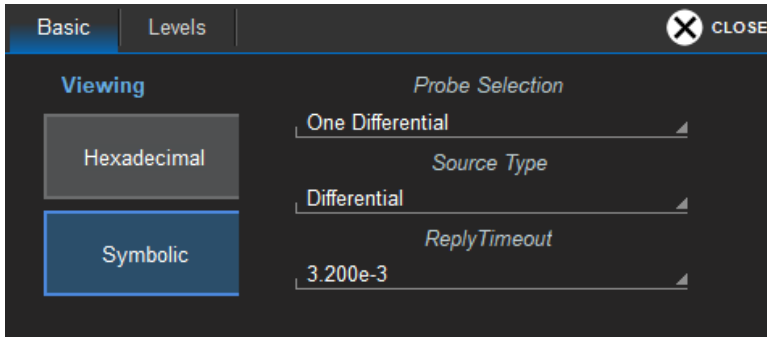 Basic Levels CLOSE
Viewing
Hexadecimal
Symbolic
Probe Selection
One Differential
Source Type
Differential
ReplyTimeout
3.200e-3